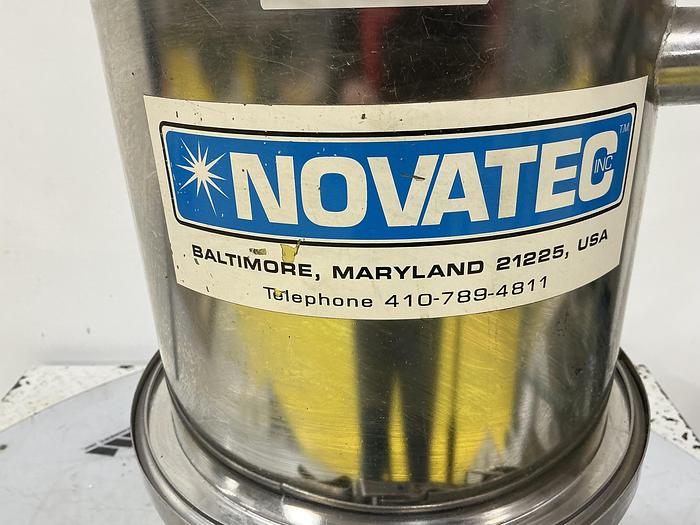 NOVATEC INC TM
BALTIMORE, MARYLAND 21225, USA
Telephone 410-789-4811